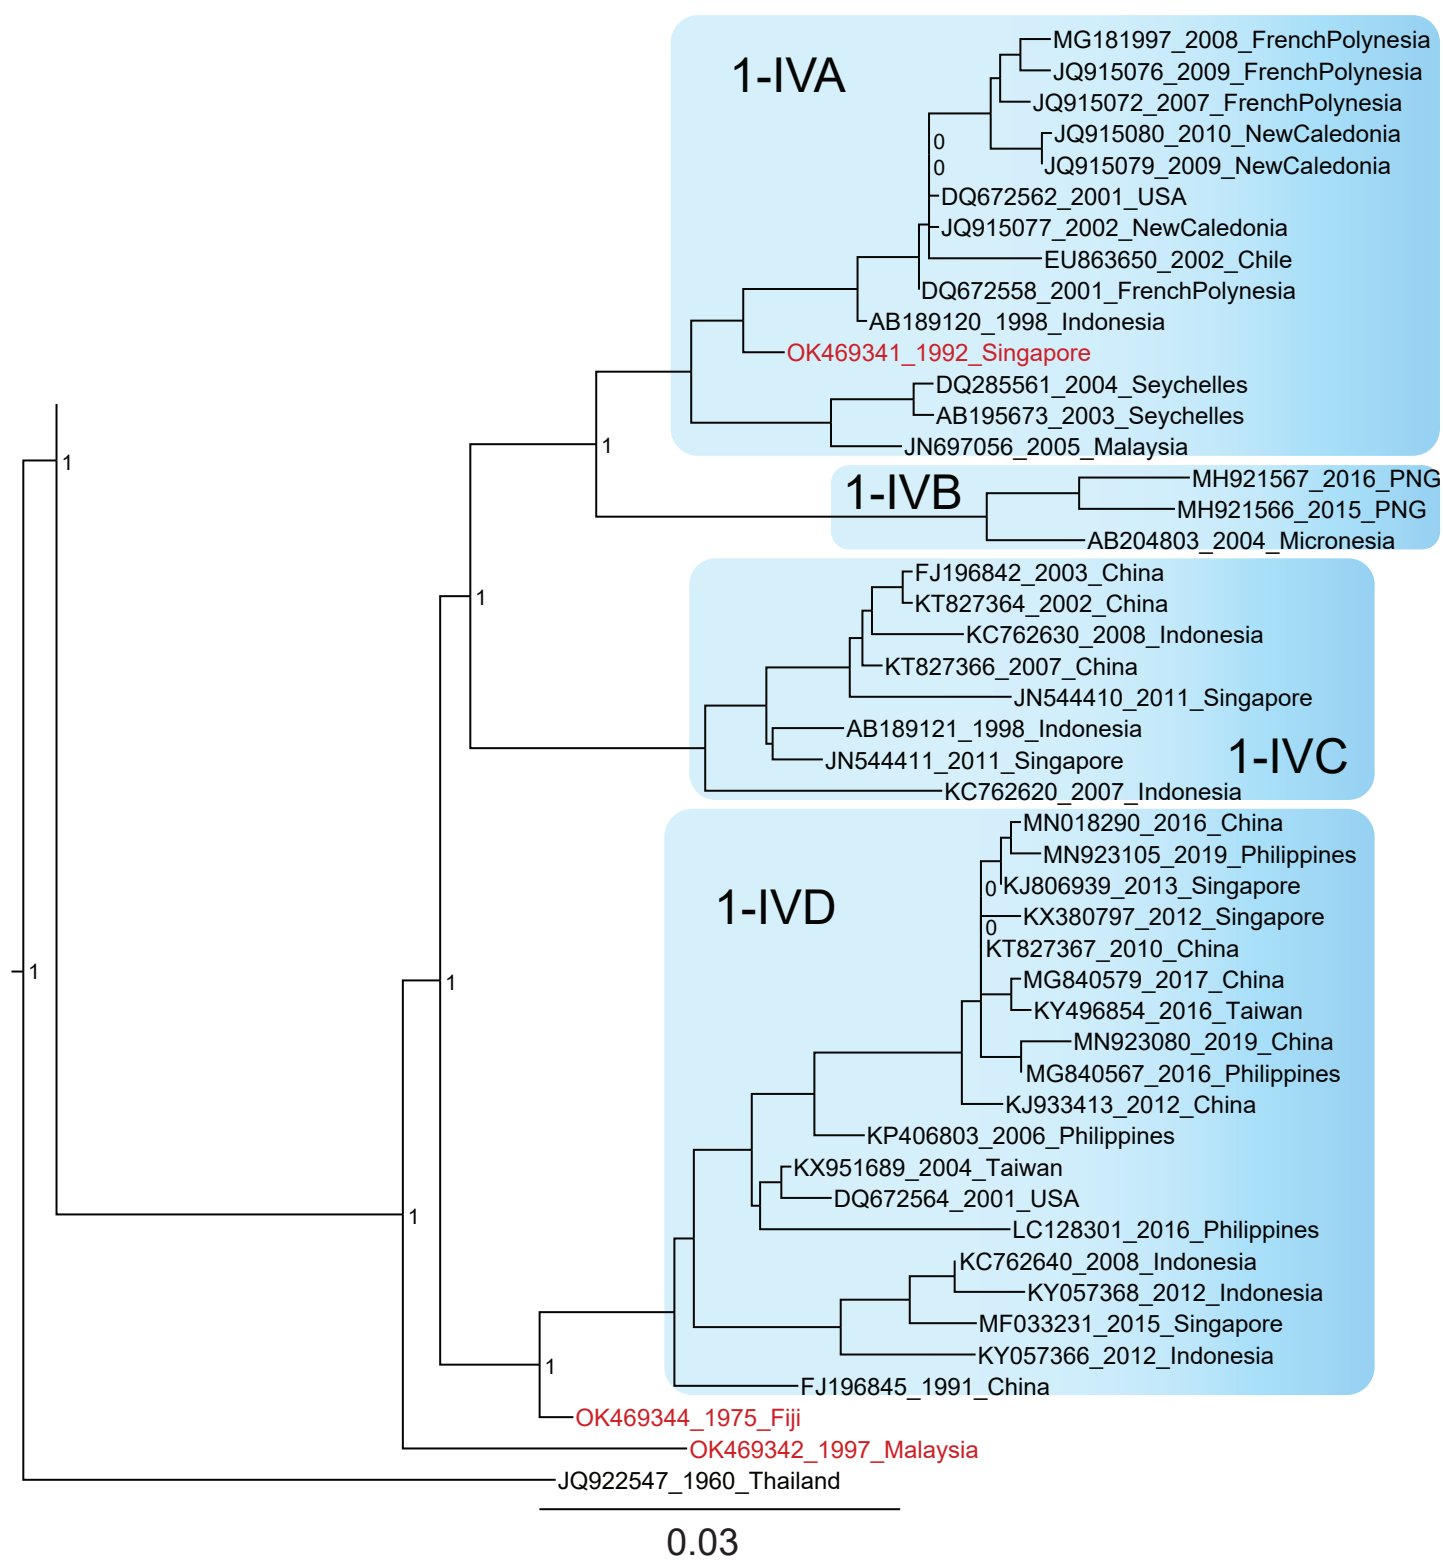 1-IVA
MG181997_2008_FrenchPolynesia
JQ915076_2009_FrenchPolynesia
JQ915072_2007_FrenchPolynesia
0
JQ915080_2010_NewCaledonia
0
JQ915079_2009_NewCaledonia
DQ672562_2001_USA
JQ915077_2002_NewCaledonia
EU863650_2002_Chile
DQ672558_2001_FrenchPolynesia
AB189120_1998_Indonesia
OK469341_1992_Singapore
DQ285561_2004_Seychelles
AB195673_2003_Seychelles
1
JN697056_2005_Malaysia
1
1-IVB
MH921567_2016_PNG
MH921566_2015_PNG
AB204803_2004_Micronesia
FJ196842_2003_China
1
KT827364_2002_China
KC762630_2008_Indonesia
KT827366_2007_China
JN544410_2011_Singapore
AB189121_1998_Indonesia
JN544411_2011_Singapore
1-IVC
KC762620_2007_Indonesia
MN018290_2016_China
MN923105_2019_Philippines
0
KJ806939_2013_Singapore
1-IVD
KX380797_2012_Singapore
0
KT827367_2010_China
1
1
MG840579_2017_China
KY496854_2016_Taiwan
MN923080_2019_China
MG840567_2016_Philippines
KJ933413_2012_China
KP406803_2006_Philippines
KX951689_2004_Taiwan
DQ672564_2001_USA
1
LC128301_2016_Philippines
KC762640_2008_Indonesia
KY057368_2012_Indonesia
MF033231_2015_Singapore
KY057366_2012_Indonesia
1
FJ196845_1991_China
OK469344_1975_Fiji
OK469342_1997_Malaysia
JQ922547_1960_Thailand
0.03